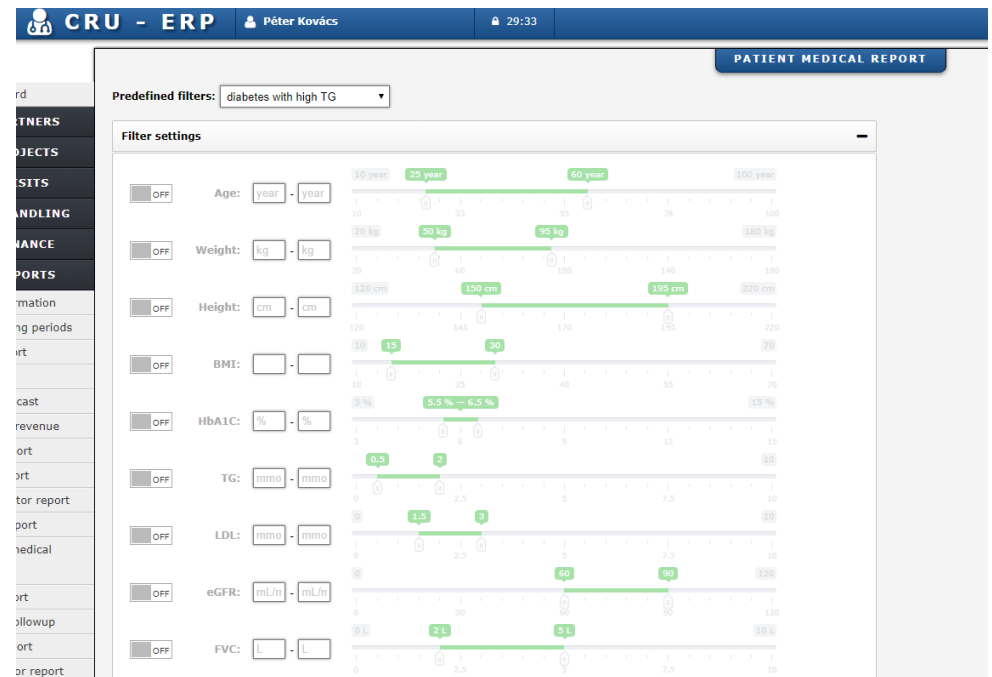 CRU - ERP
Péter Kovács
29:33
PATIENT MEDICAL REPORT
rd
RTNERS
OJECTS
ISITS
ANDLING
NANCE
PORTS
rmation
ng periods
ort
cast
revenue
ort
ort
tor report
port
medical
ort
ollowup
ort
or report
Predefined filters: diabetes with high TG
Filter settings
OFF Age: year - year
10 year 25 year 60 year 100 year
10 33 55 78 100
OFF Weight: kg - kg
20 kg 50 kg 95 kg 180 kg
20 60 100 140 180
OFF Height: cm - cm
120 cm 150 cm 195 cm 220 cm
120 145 170 195 220
OFF BMI: -
10 15 30 70
10 25 40 55 70
OFF HbA1C: % - %
3 % 5.5 % — 6.5 % 15 %
3 6 9 12 15
OFF TG: mmo - mmo
0.5 2 10
0 2.5 5 7.5 10
OFF LDL: mmo - mmo
0 1.5 3 10
0 2.5 5 7.5 10
OFF eGFR: mL/m - mL/m
0 60 90 120
0 30 60 90 120
OFF FVC: L - L
0 L 2 L 5 L 10 L
0 2.5 5 7.5 10